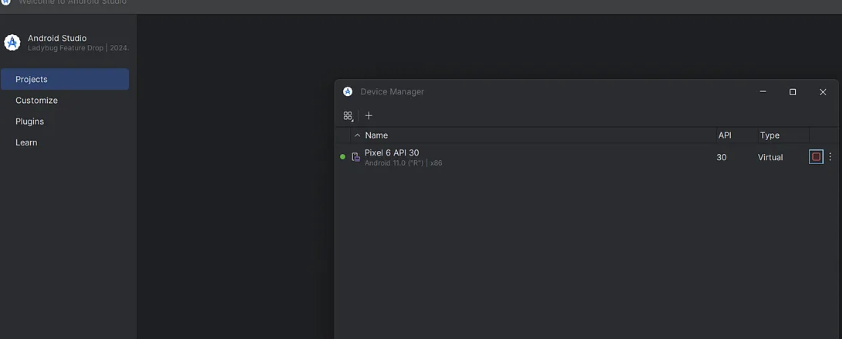 Welcome to Android Studio
Android Studio
Ladybug Feature Drop | 2024.
Projects
Customize
Plugins
Learn
Device Manager
Name
API
Type
Pixel 6 API 30
30
Virtual
Android 11.0 ("R") | x86